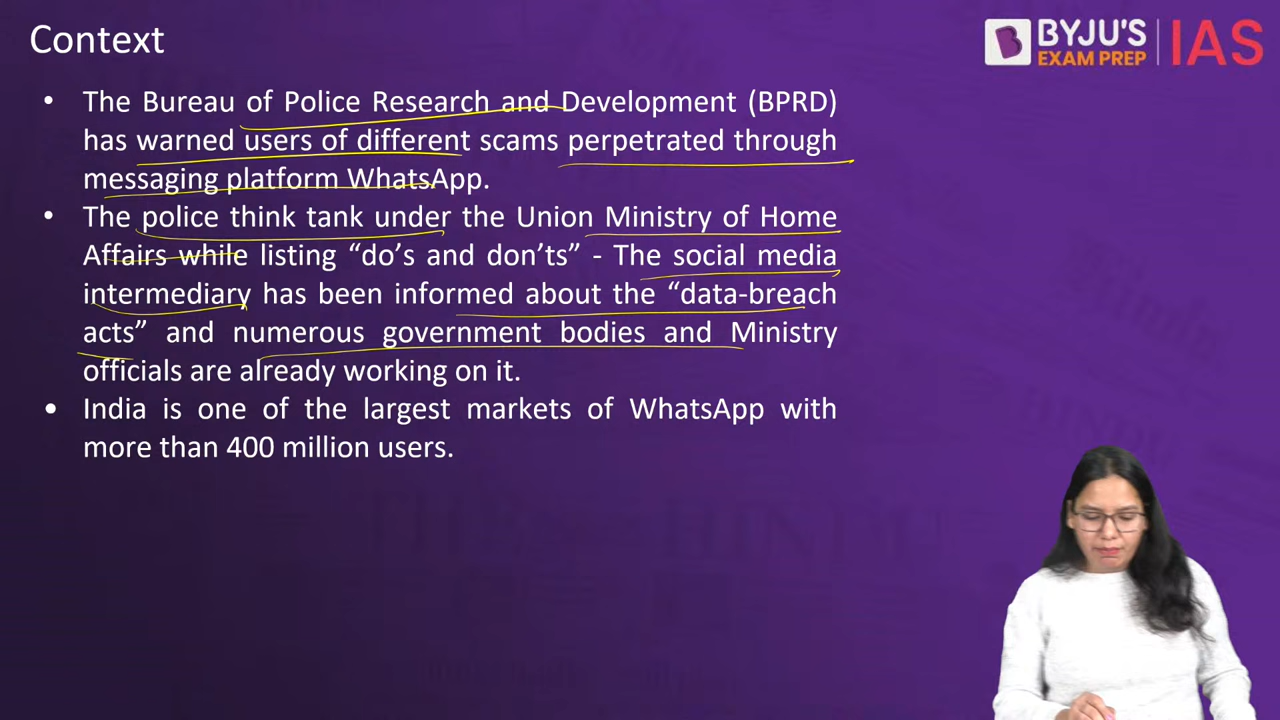 Context
BYJU'S
EXAM PREP
IAS
• The Bureau of Police Research and Development (BPRD)
has warned users of different scams perpetrated through
messaging platform WhatsApp.
• The police think tank under the Union Ministry of Home
Affairs while listing “do’s and don’ts” - The social media
intermediary has been informed about the “data-breach
acts” and numerous government bodies and Ministry
officials are already working on it.
• India is one of the largest markets of WhatsApp with
more than 400 million users.